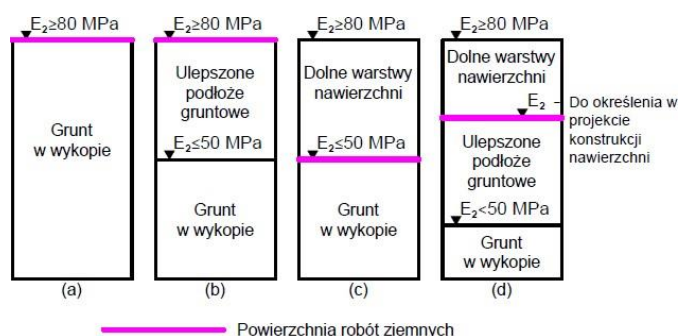 E₂≥80 MPa
Grunt
w wykopie
(a)
E₂≥80 MPa
Ulepszone
podłoże
gruntowe
E₂≤50 MPa
Grunt
w wykopie
(b)
E₂≥80 MPa
Dolne warstwy
nawierzchni
E₂≤50 MPa
Grunt
w wykopie
(c)
E₂≥80 MPa
Dolne warstwy
nawierzchni
E₂ – Do określenia w
projekcie
konstrukcji
nawierzchni
Ulepszone
podłoże
gruntowe
E₂<50 MPa
Grunt
w wykopie
(d)
Powierzchnia robót ziemnych